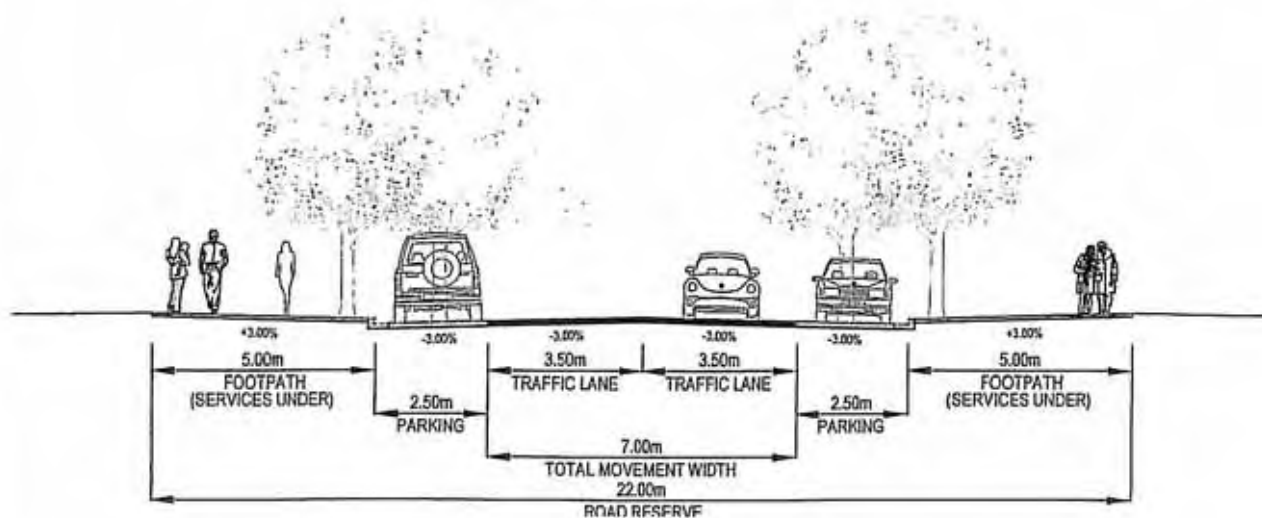 +3.00% -3.00% -3.00% -3.00% -3.00% +3.00%
5.00m 3.50m 3.50m 5.00m
FOOTPATH TRAFFIC LANE TRAFFIC LANE FOOTPATH
(SERVICES UNDER) (SERVICES UNDER)
2.50m 2.50m
PARKING PARKING
7.00m
TOTAL MOVEMENT WIDTH
22.00m
ROAD RESERVE